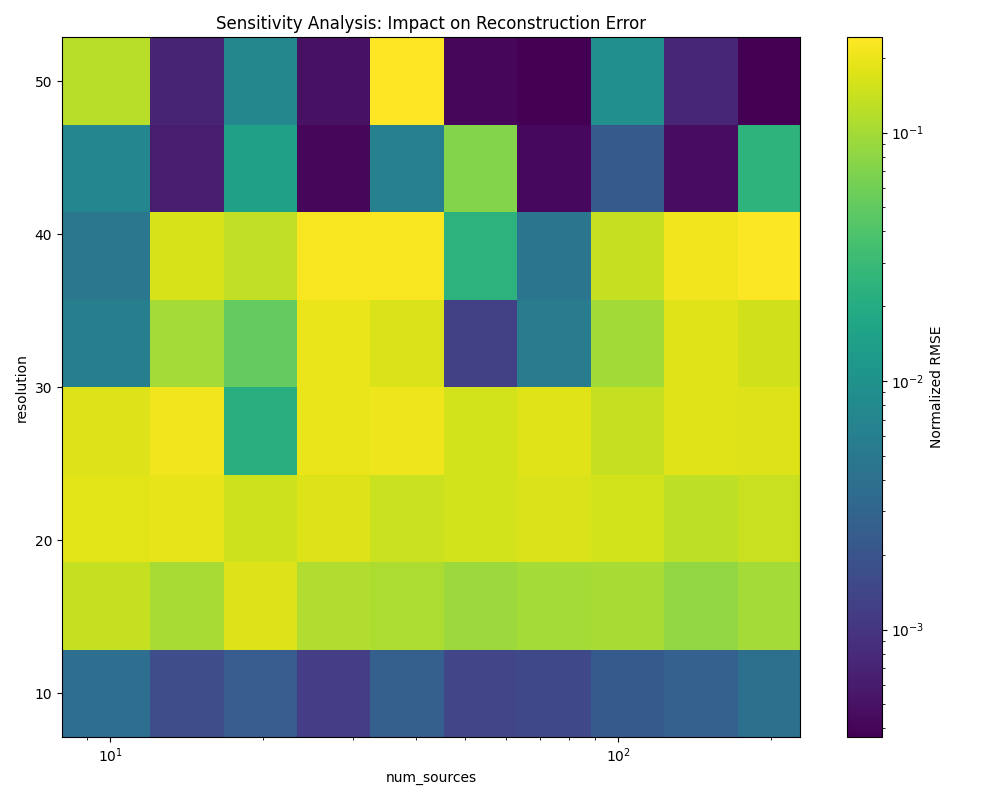 Sensitivity Analysis: Impact on Reconstruction Error
50
40
30
20
10
resolution
10¹
10²
num_sources
10⁻¹
10⁻²
10⁻³
Normalized RMSE